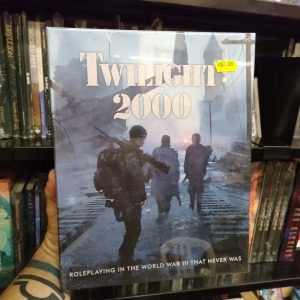 TWILIGHT:
2000
ROLEPLAYING IN THE WORLD WAR III THAT NEVER WAS